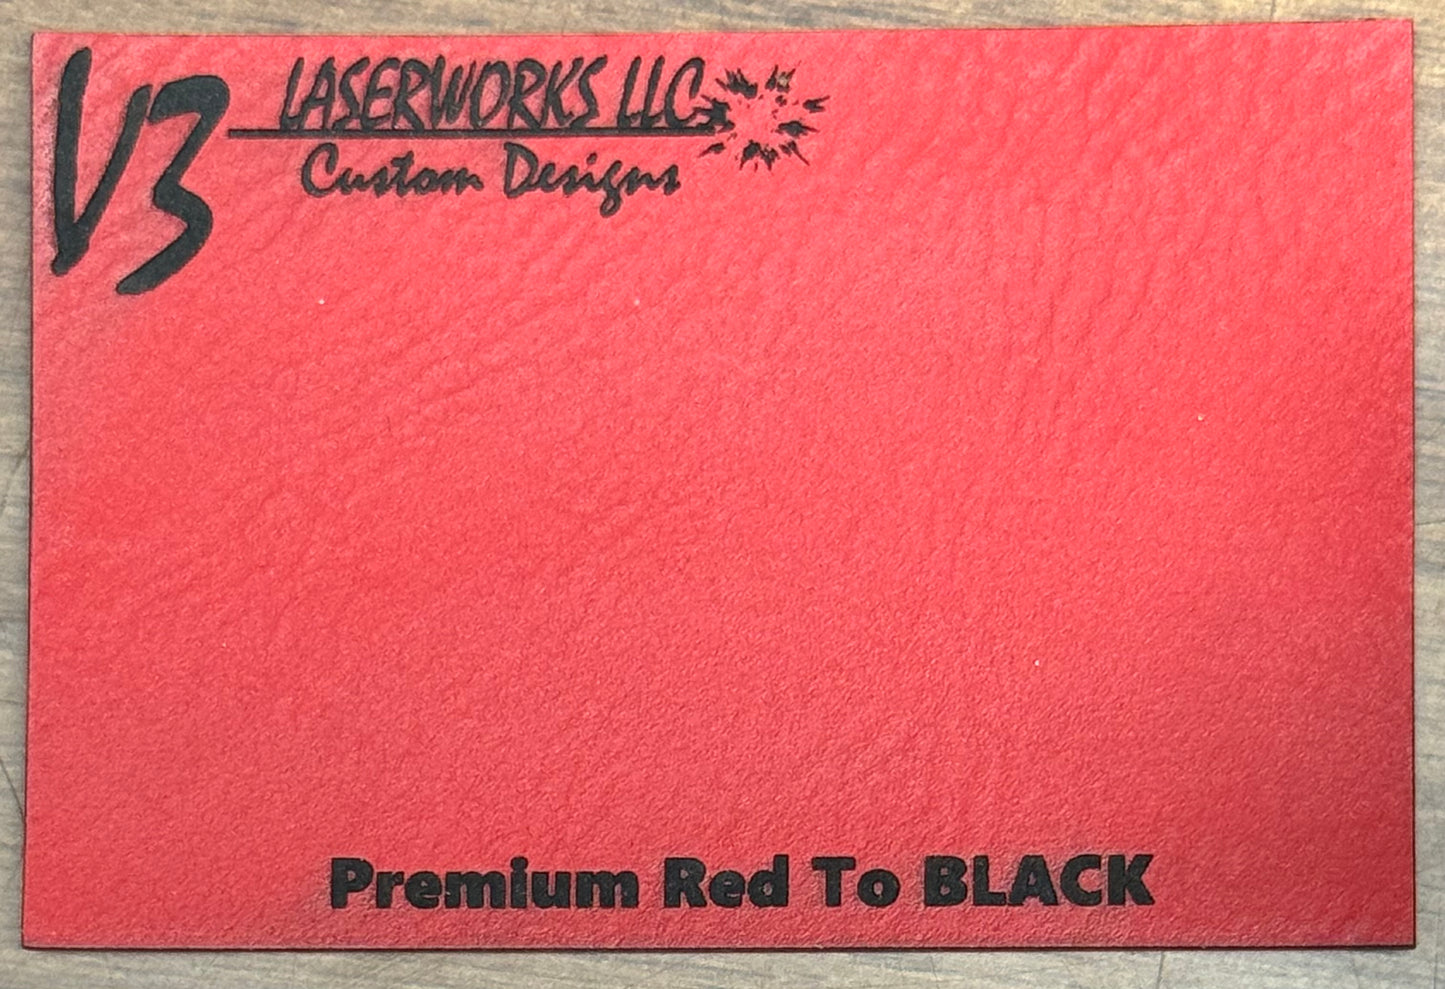 V3
LASERWORKS LLC
Custom Designs
Premium Red To BLACK